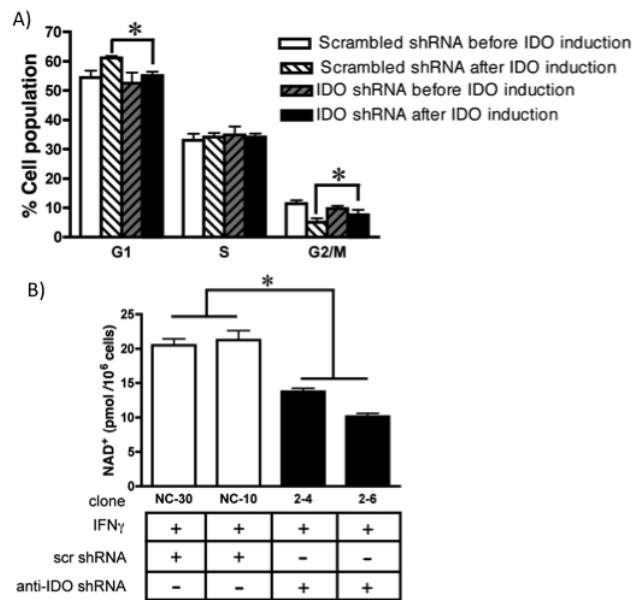 A)
*
*
% Cell population
70
60
50
40
30
20
10
0
G1 S G2/M
Scrambled shRNA before IDO induction
Scrambled shRNA after IDO induction
IDO shRNA before IDO induction
IDO shRNA after IDO induction
B)
*
NAD⁺ (pmol /10⁶ cells)
25
20
15
10
5
0
clone NC-30 NC-10 2-4 2-6
IFNγ + + + +
scr shRNA + + - -
anti-IDO shRNA - - + +